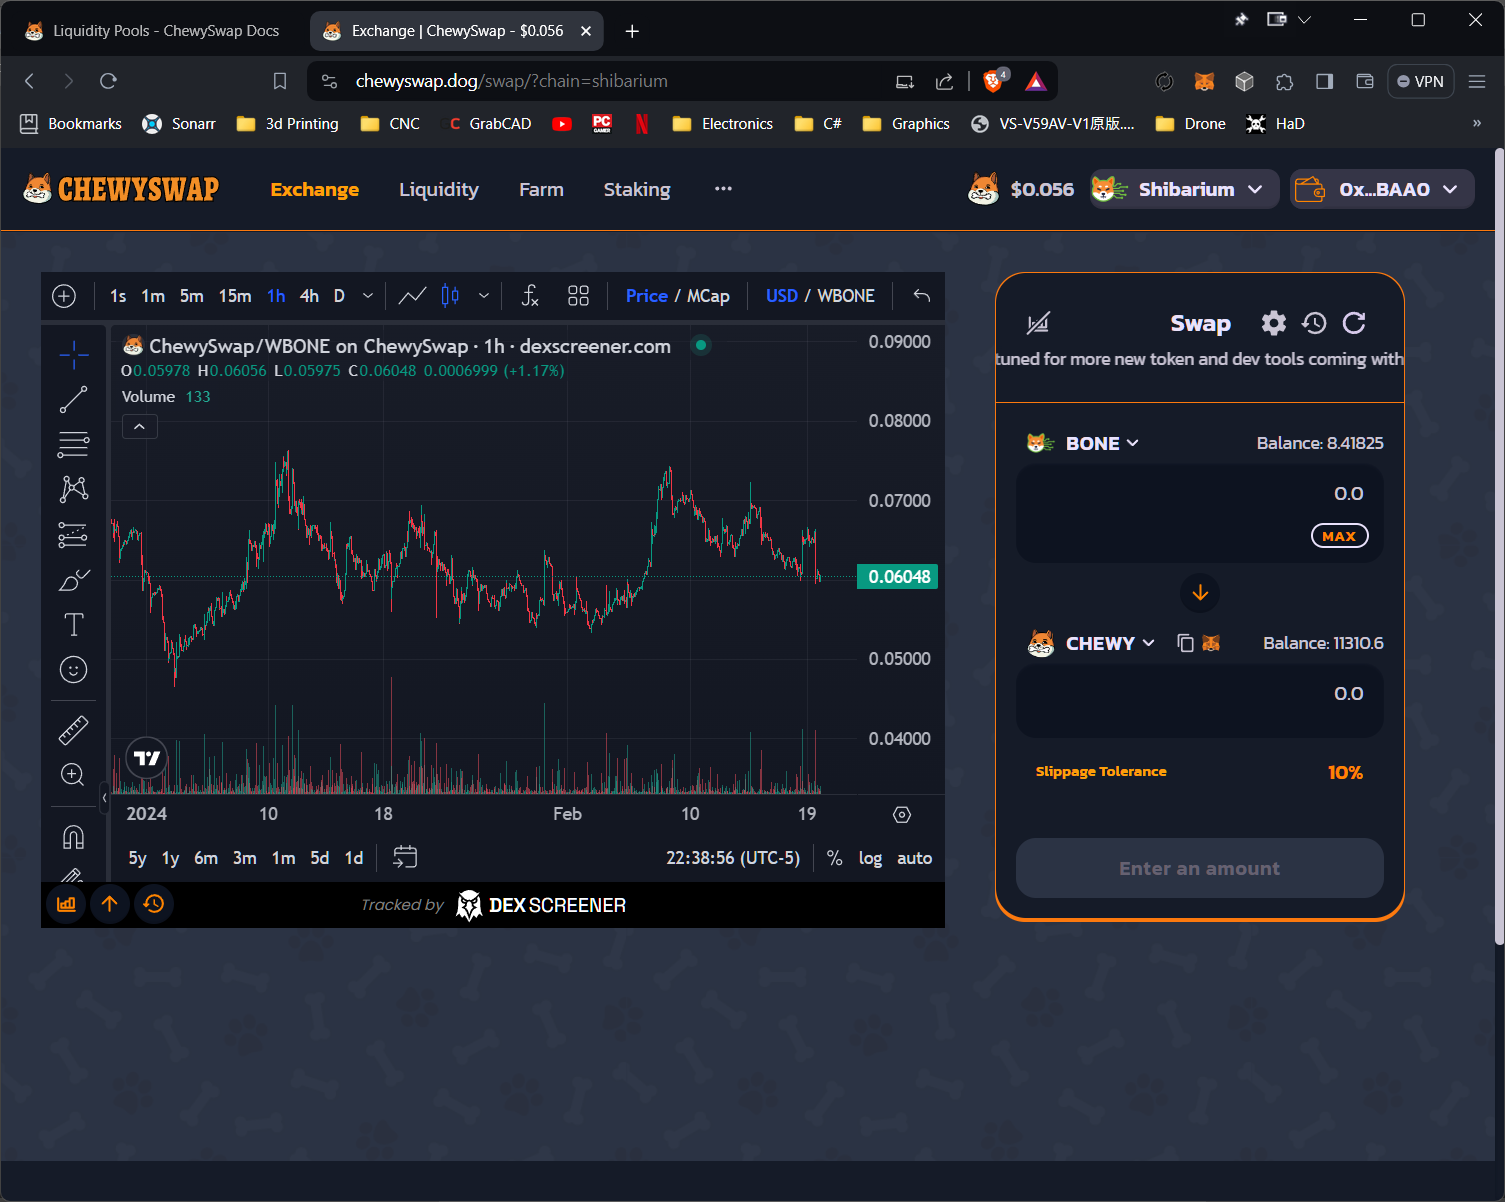 Liquidity Pools - ChewySwap Docs
Exchange | ChewySwap - $0.056
chewyswap.dog/swap/?chain=shibarium
4
VPN
Bookmarks Sonarr 3d Printing CNC GrabCAD PC GAMER N Electronics C# Graphics VS-V59AV-V1原版.... Drone HaD »
CHEWYSWAP Exchange Liquidity Farm Staking ... $0.056 Shibarium 0x...BAA0
1s 1m 5m 15m 1h 4h D Price / MCap USD / WBONE
ChewySwap/WBONE on ChewySwap · 1h · dexscreener.com
O0.05978 H0.06056 L0.05975 C0.06048 0.0006999 (+1.17%)
Volume 133
0.09000
0.08000
0.07000
0.06048
0.05000
0.04000
2024 10 18 Feb 10 19
5y 1y 6m 3m 1m 5d 1d 22:38:56 (UTC-5) % log auto
Tracked by DEX SCREENER
Swap
tuned for more new token and dev tools coming with
BONE Balance: 8.41825
0.0
MAX
CHEWY Balance: 11310.6
0.0
Slippage Tolerance 10%
Enter an amount